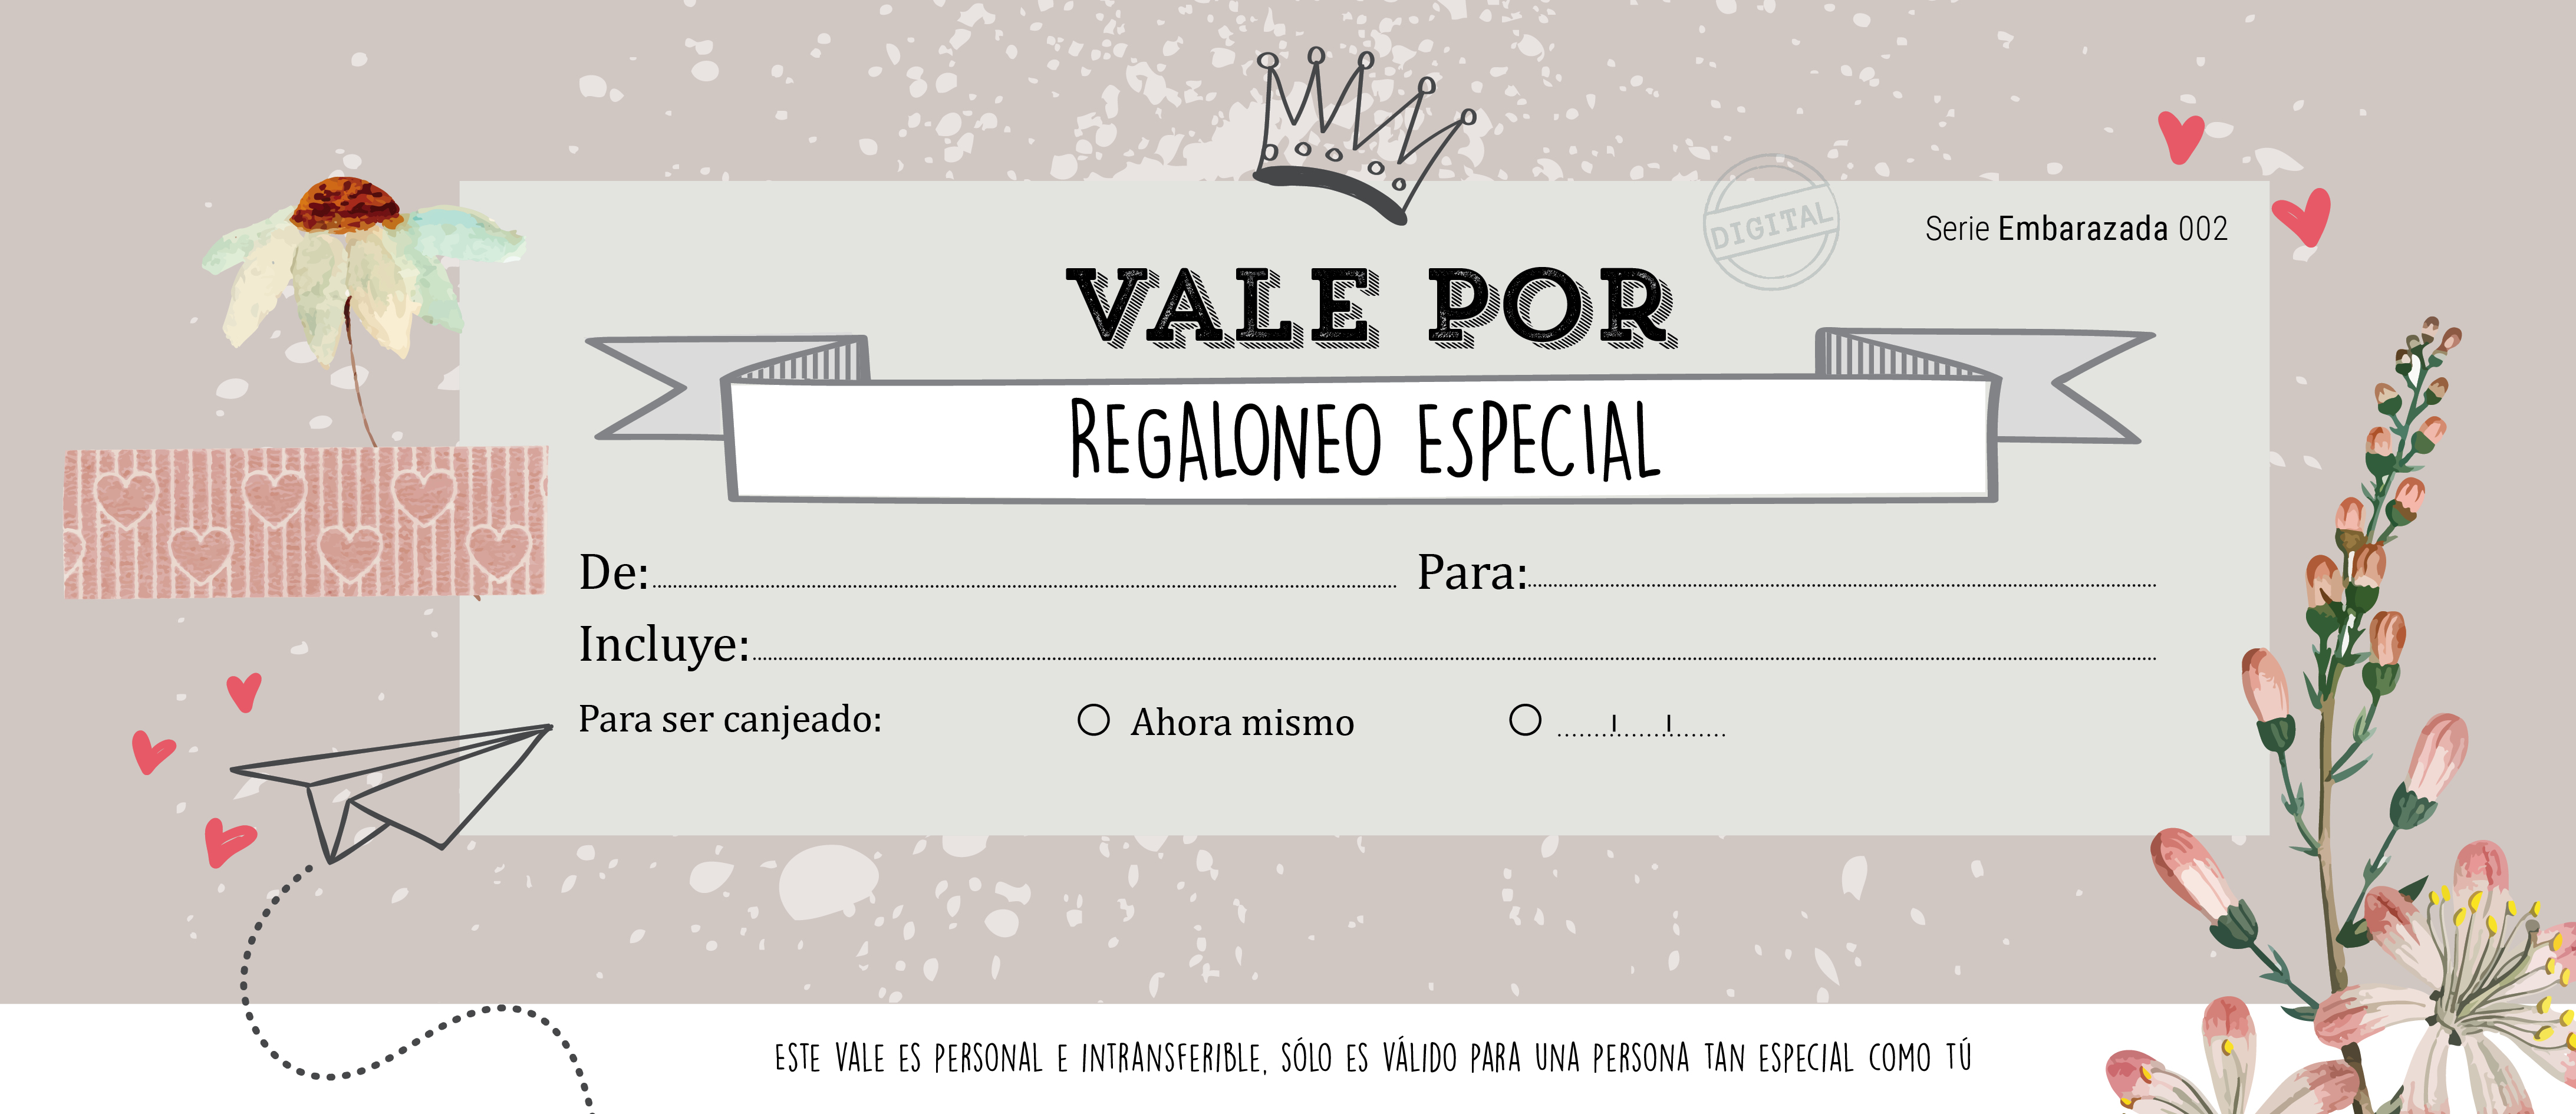 DIGITAL
Serie Embarazada 002
VALE POR
REGALONEO ESPECIAL
De: Para:
Incluye:
Para ser canjeado: Ahora mismo
ESTE VALE ES PERSONAL E INTRANSFERIBLE, SÓLO ES VÁLIDO PARA UNA PERSONA TAN ESPECIAL COMO TÚ